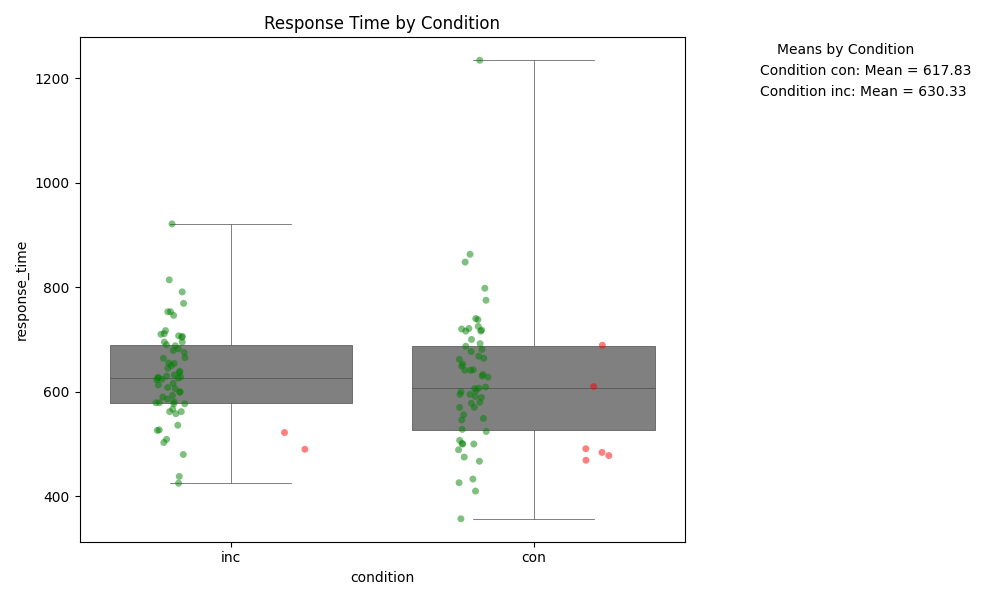 Response Time by Condition
Means by Condition
Condition con: Mean = 617.83
Condition inc: Mean = 630.33
response_time
1200
1000
800
600
400
inc
con
condition